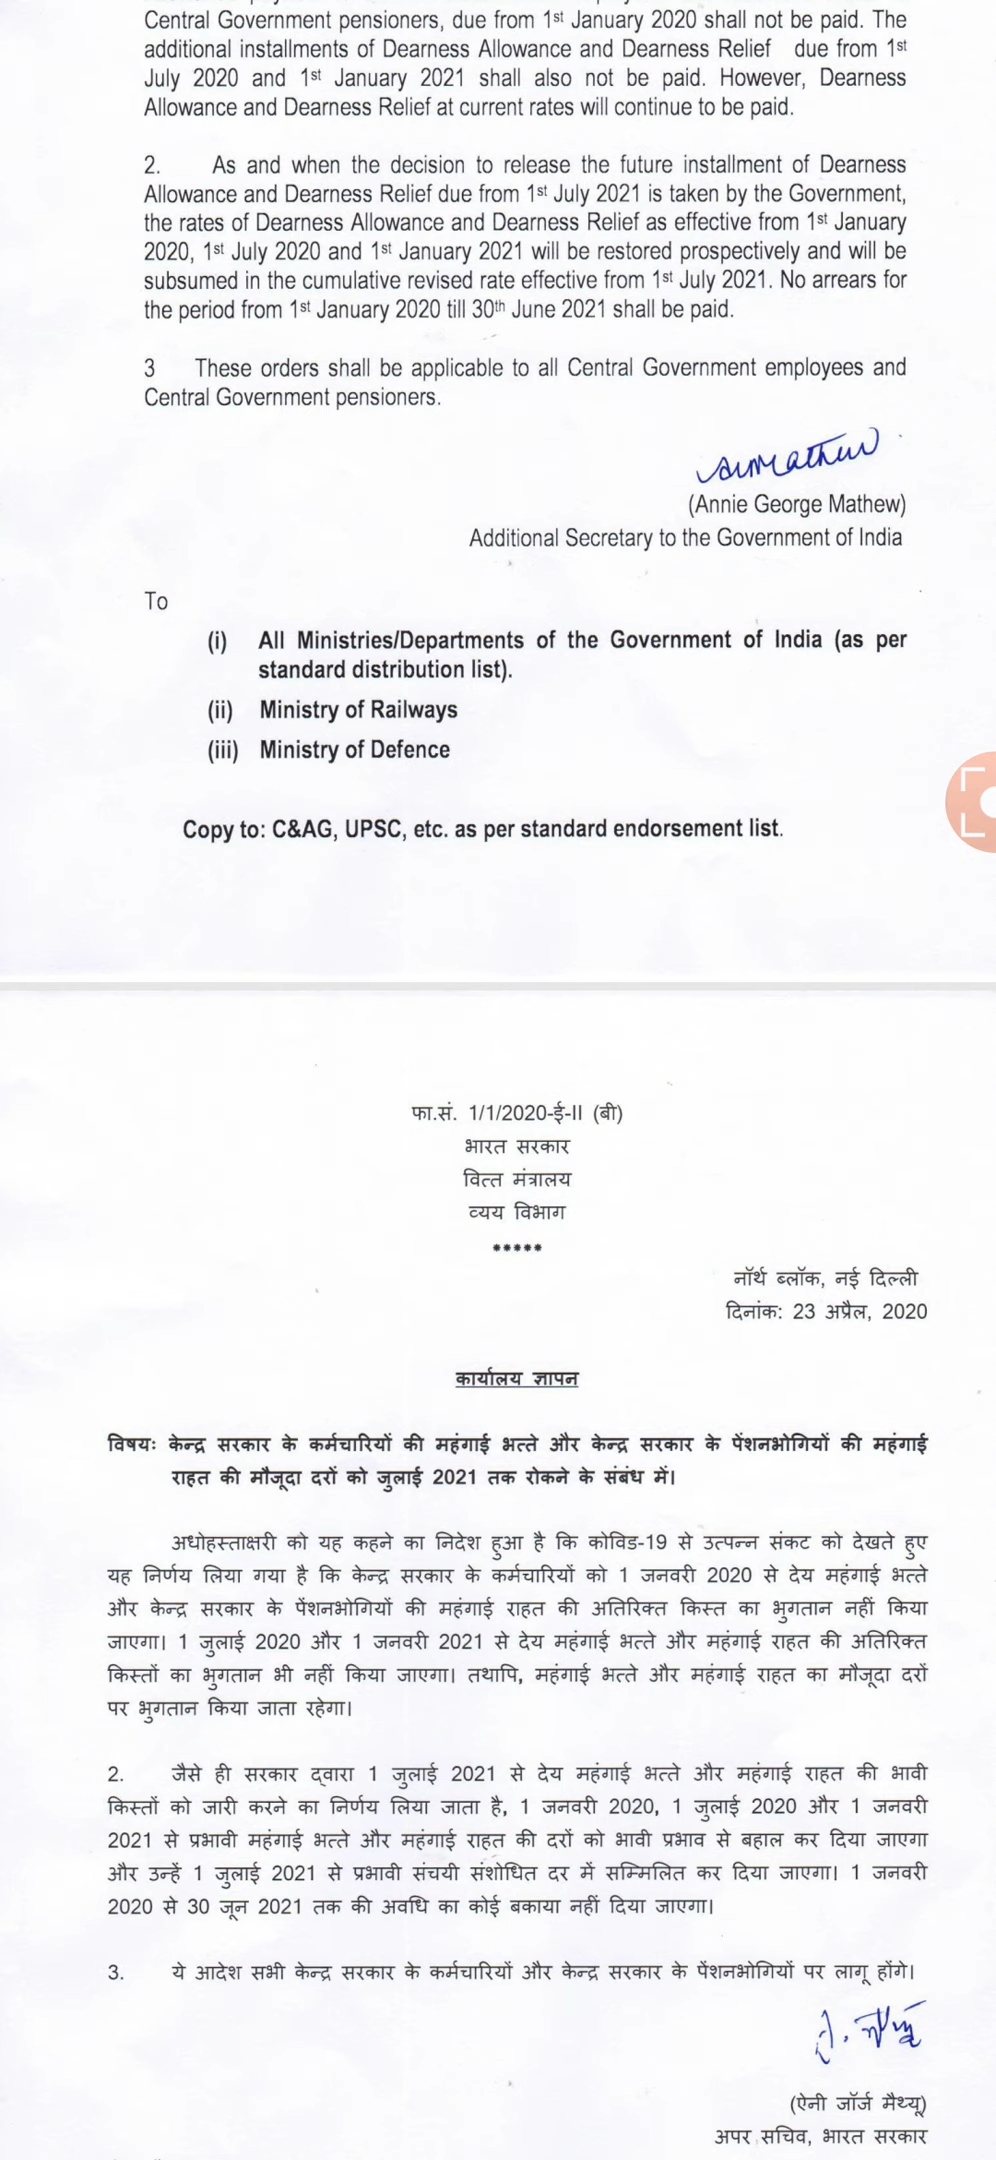 Central Government pensioners, due from 1st January 2020 shall not be paid. The
additional installments of Dearness Allowance and Dearness Relief due from 1st
July 2020 and 1st January 2021 shall also not be paid. However, Dearness
Allowance and Dearness Relief at current rates will continue to be paid.
2. As and when the decision to release the future installment of Dearness
Allowance and Dearness Relief due from 1st July 2021 is taken by the Government,
the rates of Dearness Allowance and Dearness Relief as effective from 1st January
2020, 1st July 2020 and 1st January 2021 will be restored prospectively and will be
subsumed in the cumulative revised rate effective from 1st July 2021. No arrears for
the period from 1st January 2020 till 30th June 2021 shall be paid.
3 These orders shall be applicable to all Central Government employees and
Central Government pensioners.
(Annie George Mathew)
Additional Secretary to the Government of India
To
(i) All Ministries/Departments of the Government of India (as per
standard distribution list).
(ii) Ministry of Railways
(iii) Ministry of Defence
Copy to: C&AG, UPSC, etc. as per standard endorsement list.
फा.सं. 1/1/2020-ई-II (बी)
भारत सरकार
वित्त मंत्रालय
व्यय विभाग
*****
नॉर्थ ब्लॉक, नई दिल्ली
दिनांक: 23 अप्रैल, 2020
कार्यालय ज्ञापन
विषयः केन्द्र सरकार के कर्मचारियों की महंगाई भत्ते और केन्द्र सरकार के पेंशनभोगियों की महंगाई
राहत की मौजूदा दरों को जुलाई 2021 तक रोकने के संबंध में।
अधोहस्ताक्षरी को यह कहने का निदेश हुआ है कि कोविड-19 से उत्पन्न संकट को देखते हुए
यह निर्णय लिया गया है कि केन्द्र सरकार के कर्मचारियों को 1 जनवरी 2020 से देय महंगाई भत्ते
और केन्द्र सरकार के पेंशनभोगियों की महंगाई राहत की अतिरिक्त किस्त का भुगतान नहीं किया
जाएगा। 1 जुलाई 2020 और 1 जनवरी 2021 से देय महंगाई भत्ते और महंगाई राहत की अतिरिक्त
किस्तों का भुगतान भी नहीं किया जाएगा। तथापि, महंगाई भत्ते और महंगाई राहत का मौजूदा दरों
पर भुगतान किया जाता रहेगा।
2. जैसे ही सरकार द्वारा 1 जुलाई 2021 से देय महंगाई भत्ते और महंगाई राहत की भावी
किस्तों को जारी करने का निर्णय लिया जाता है, 1 जनवरी 2020, 1 जुलाई 2020 और 1 जनवरी
2021 से प्रभावी महंगाई भत्ते और महंगाई राहत की दरों को भावी प्रभाव से बहाल कर दिया जाएगा
और उन्हें 1 जुलाई 2021 से प्रभावी संचयी संशोधित दर में सम्मिलित कर दिया जाएगा। 1 जनवरी
2020 से 30 जून 2021 तक की अवधि का कोई बकाया नहीं दिया जाएगा।
3. ये आदेश सभी केन्द्र सरकार के कर्मचारियों और केन्द्र सरकार के पेंशनभोगियों पर लागू होंगे।
(ऐनी जॉर्ज मैथ्यू)
अपर सचिव, भारत सरकार